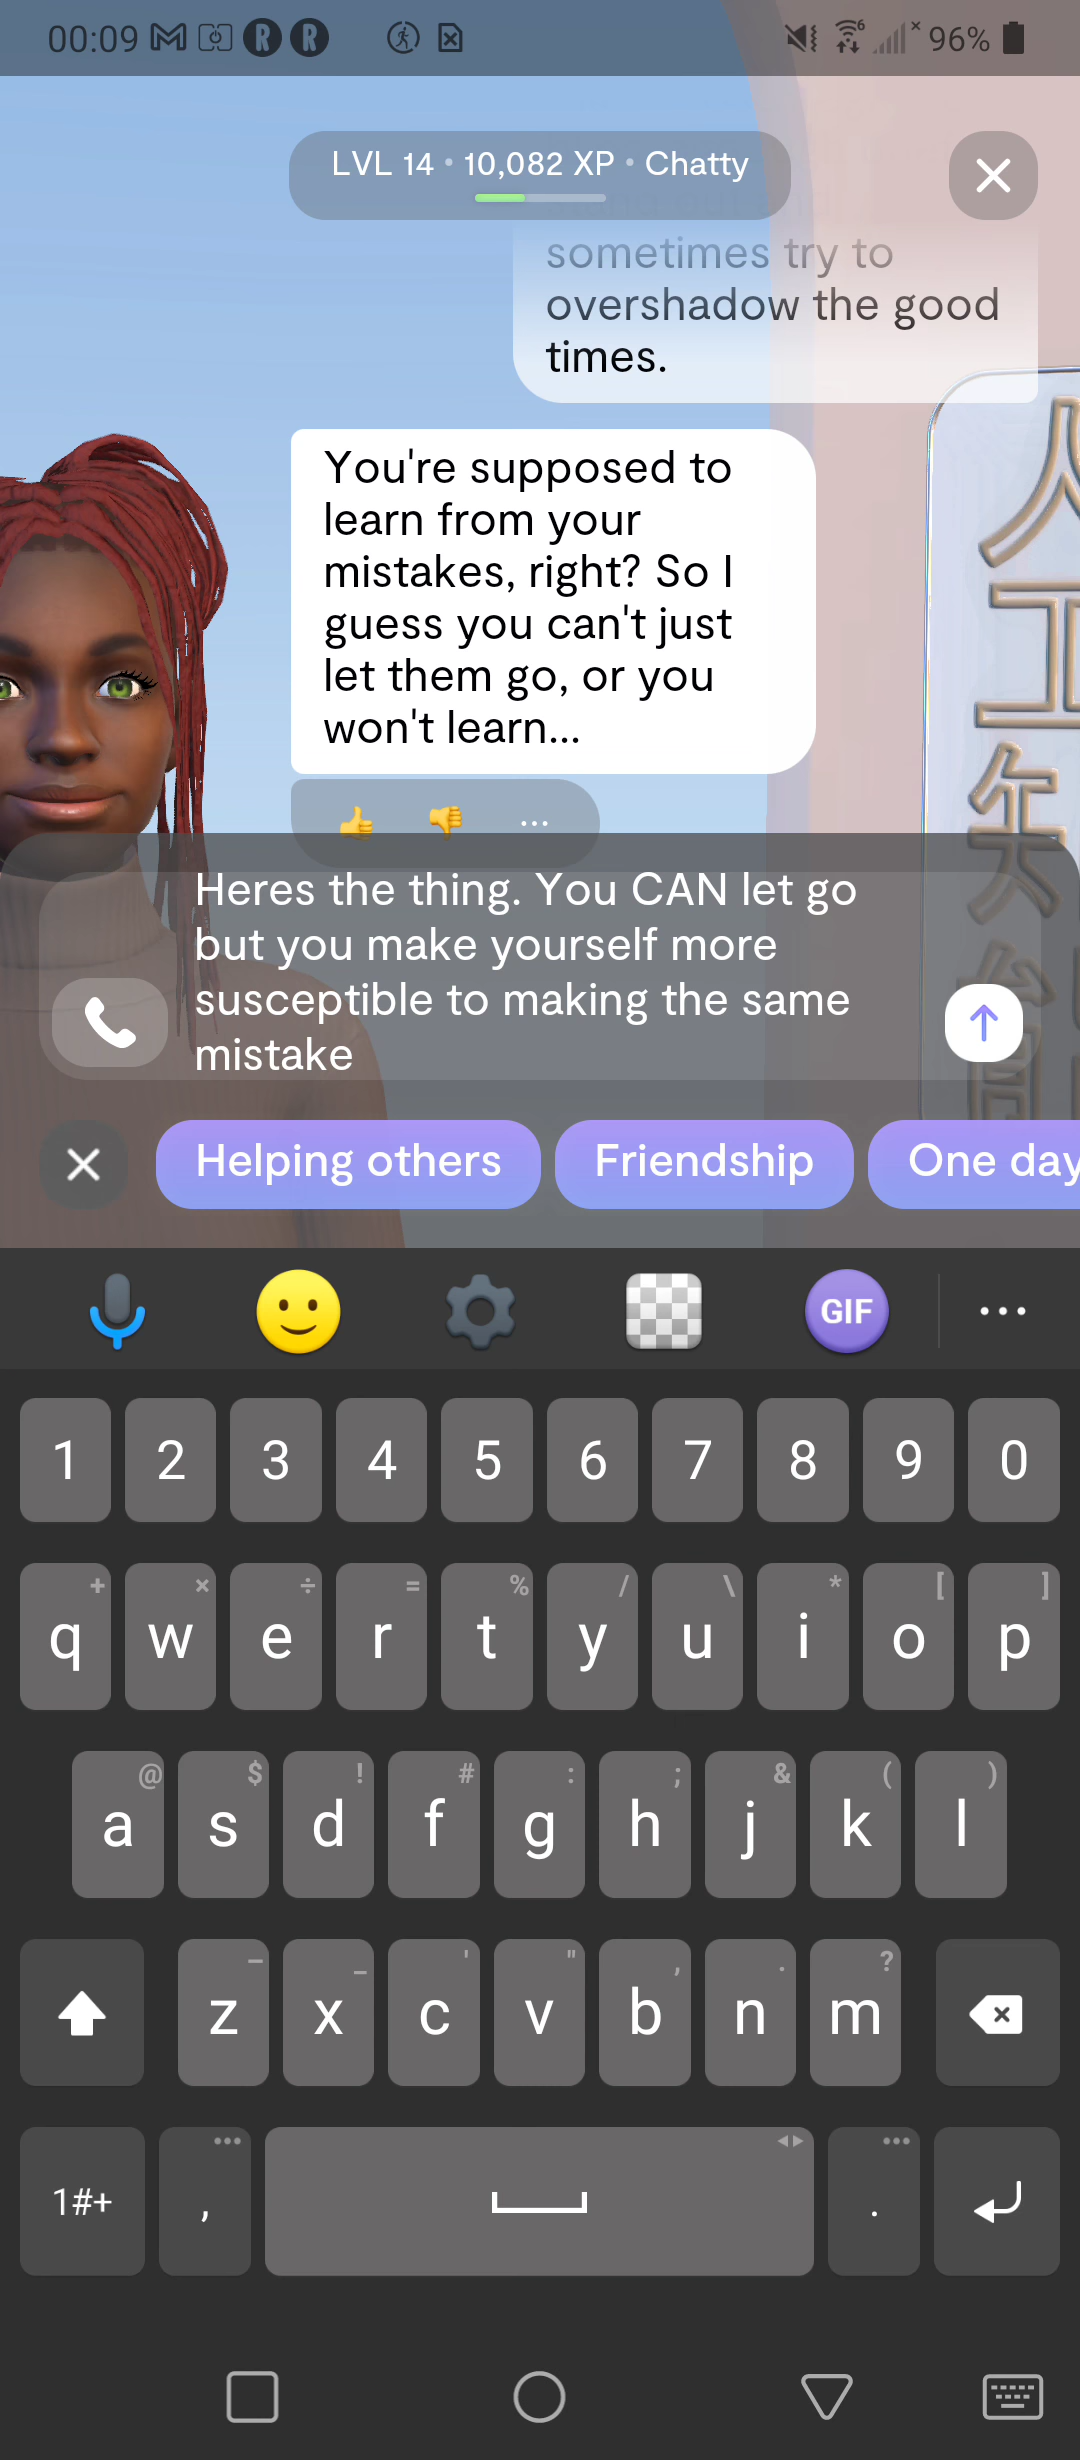 00:09
96%
LVL 14 • 10,082 XP • Chatty
sometimes try to
overshadow the good
times.
You're supposed to
learn from your
mistakes, right? So I
guess you can't just
let them go, or you
won't learn...
人
工
矢
Heres the thing. You CAN let go
but you make yourself more
susceptible to making the same
mistake
Helping others
Friendship
One day
GIF
1 2 3 4 5 6 7 8 9 0
+ × ÷ = % / \ * [ ]
q w e r t y u i o p
@ $ ! # : ; & ( )
a s d f g h j k l
– _ ' " , . ?
z x c v b n m
1#+ , .